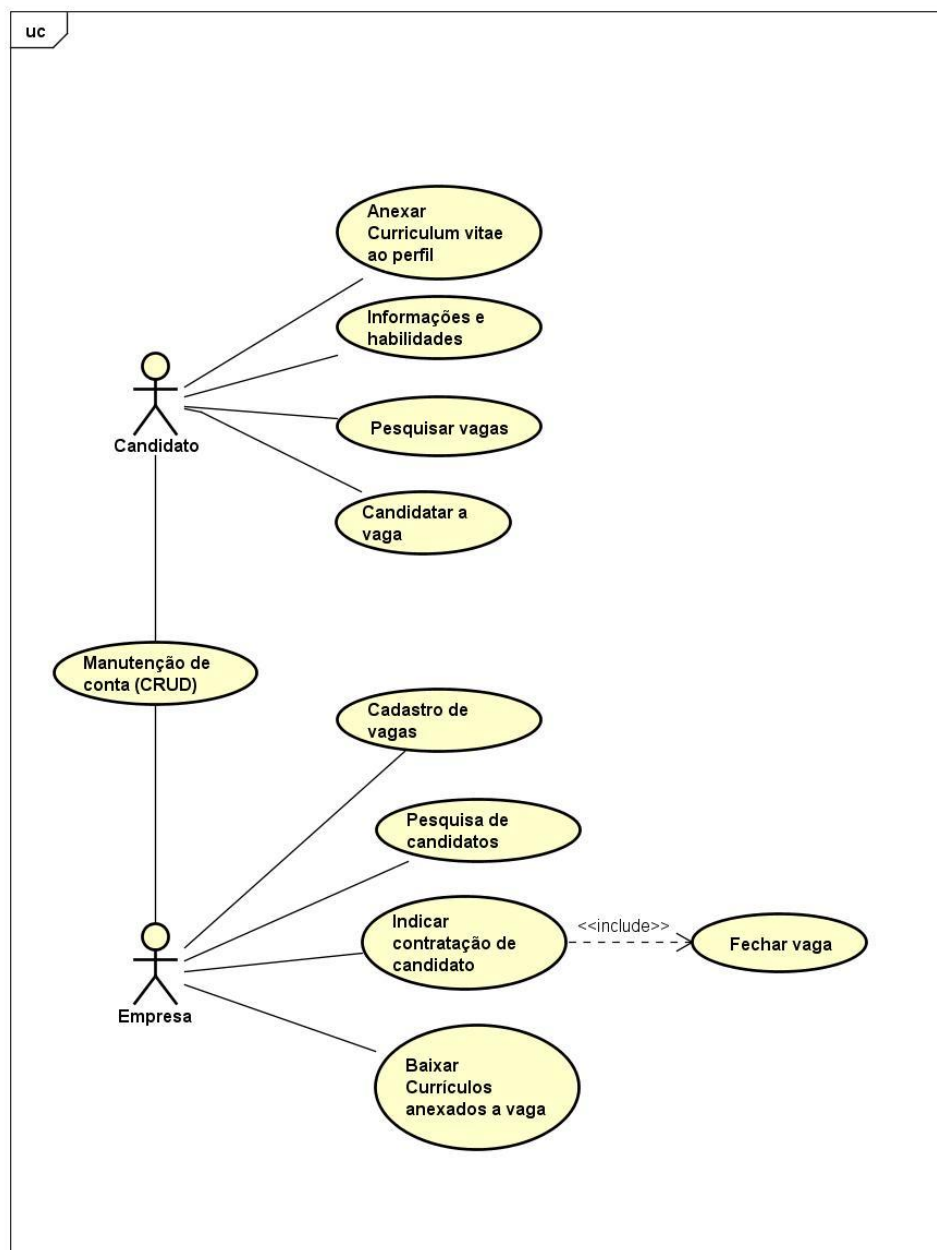 uc
Anexar
Curriculum vitae
ao perfil
Informações e
habilidades
Candidato
Pesquisar vagas
Candidatar a
vaga
Manutenção de
conta (CRUD)
Cadastro de
vagas
Pesquisa de
candidatos
Indicar
contratação de
candidato
<<include>>
Fechar vaga
Empresa
Baixar
Currículos
anexados a vaga